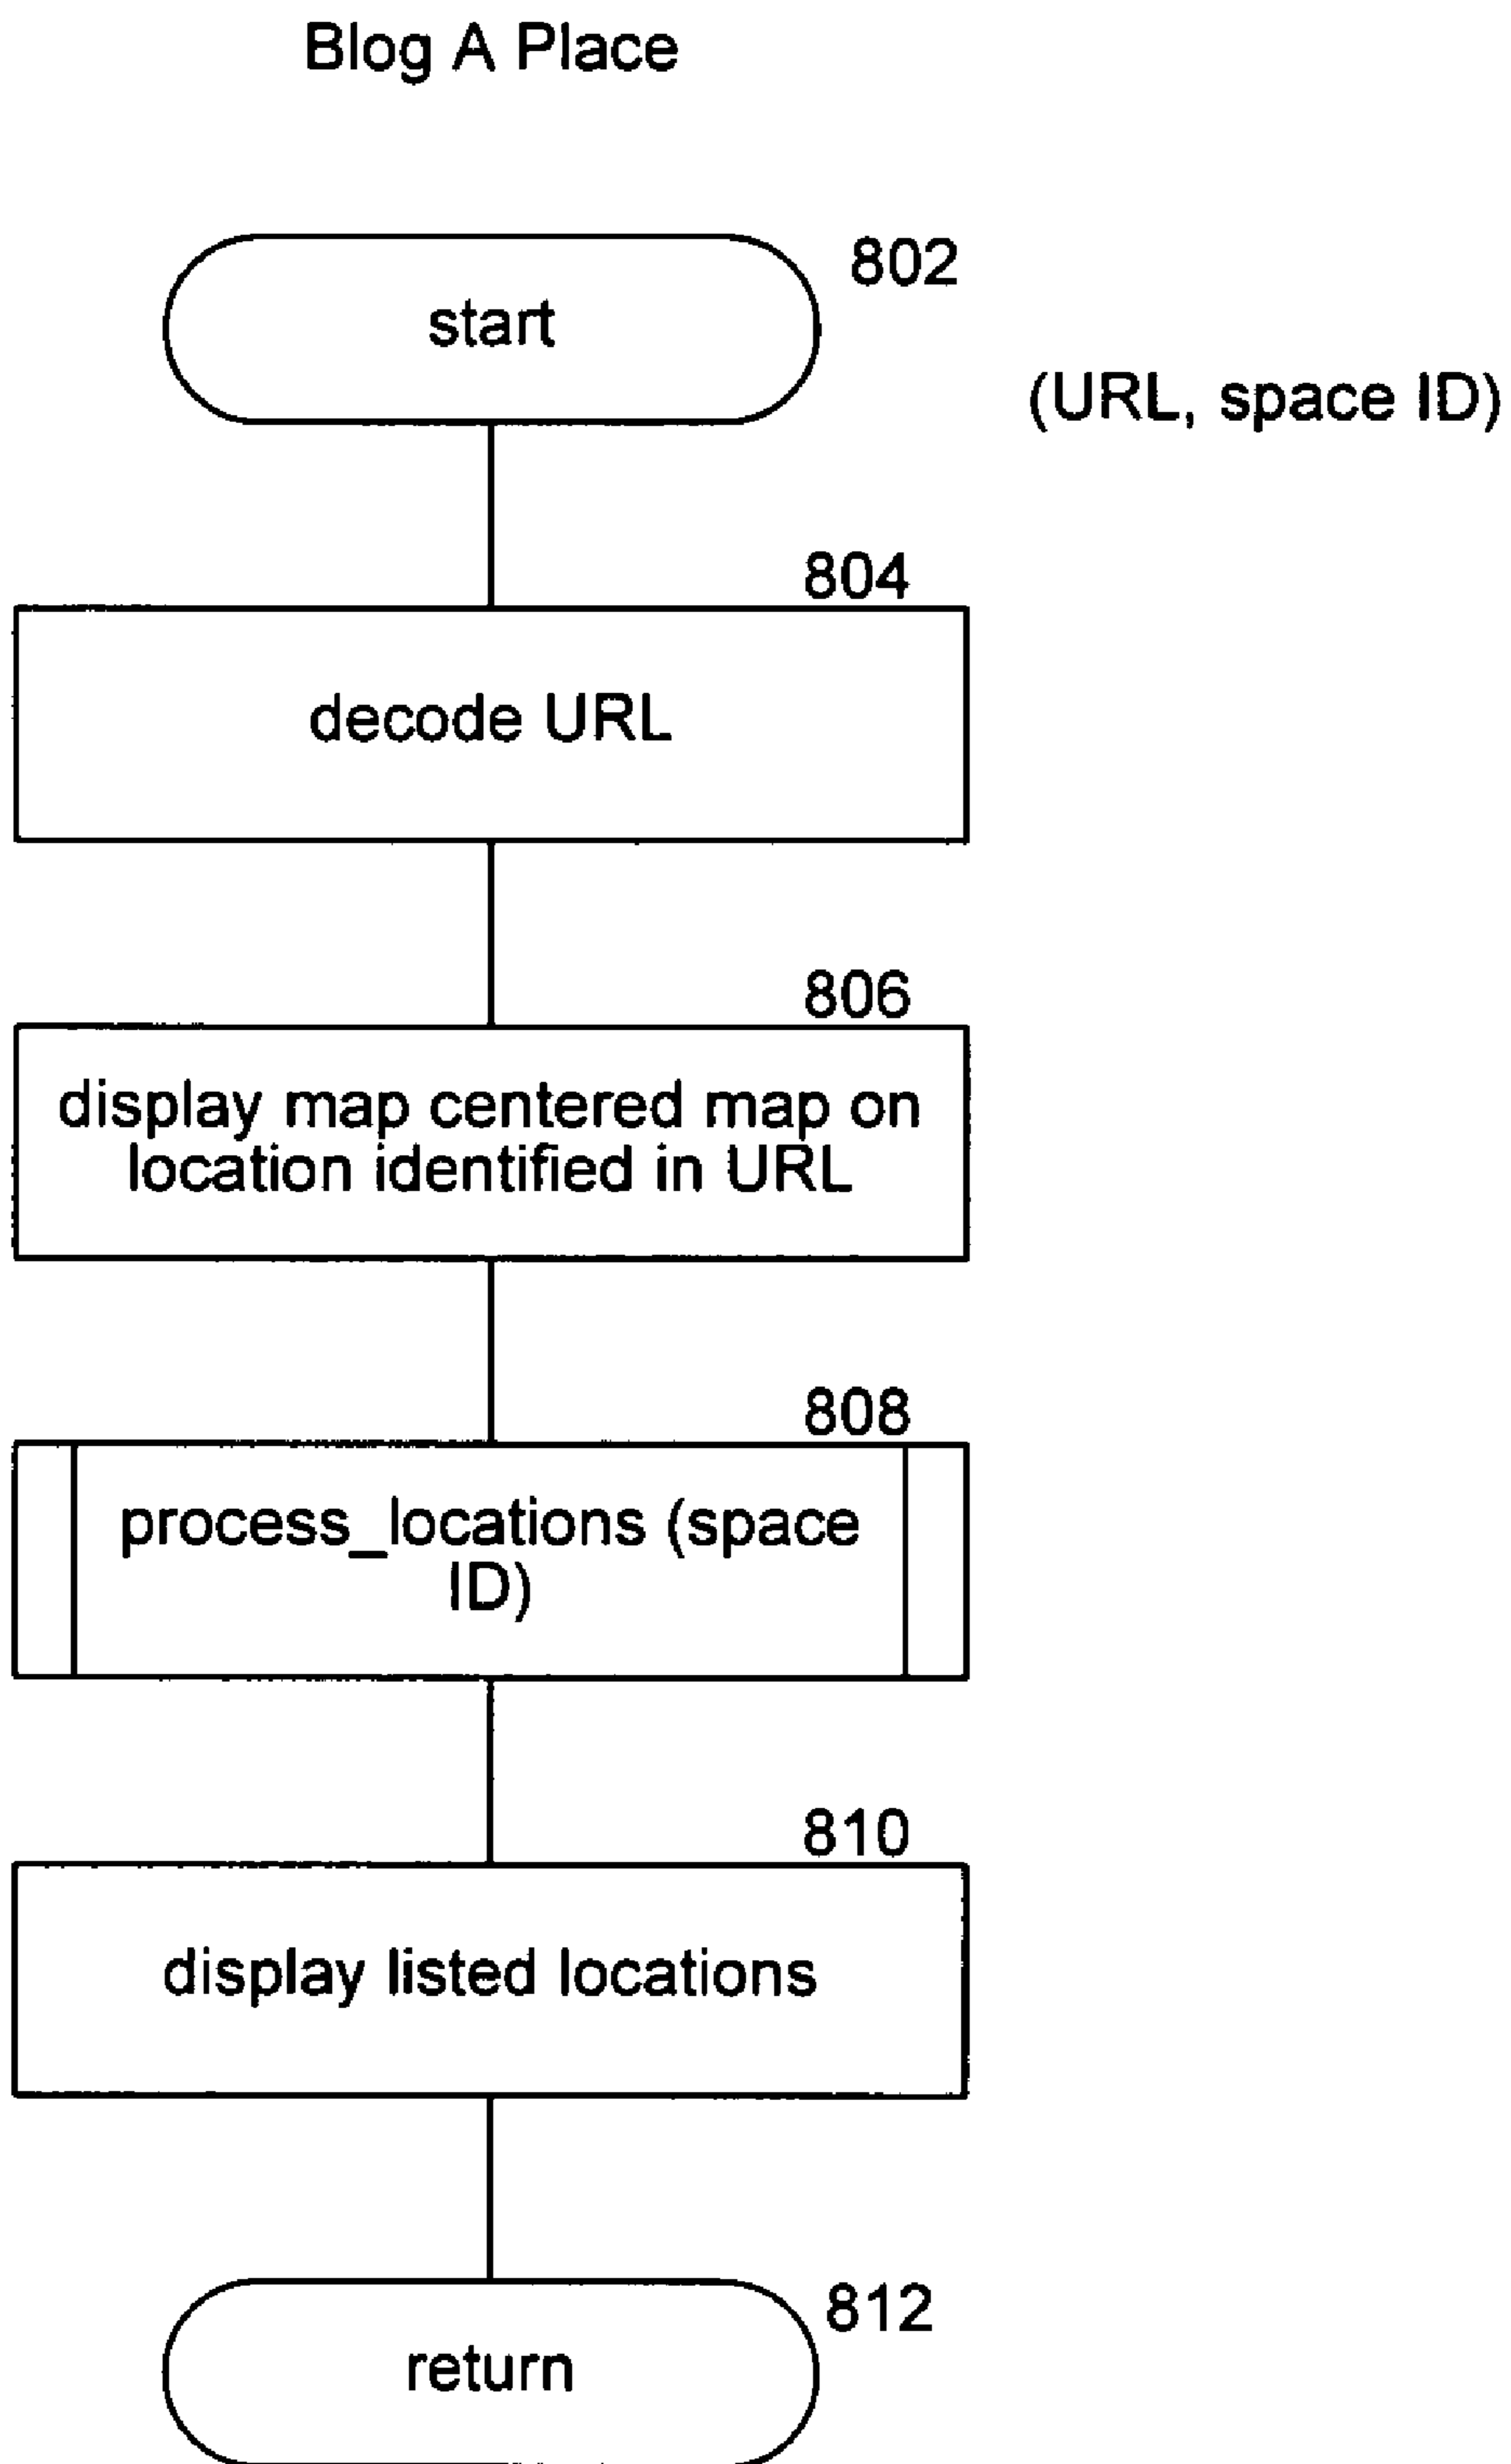 Blog A Place
802
start
(URL, space ID)
804
decode URL
806
display map centered map on
location identified in URL
808
process_locations (space
ID)
810
display listed locations
812
return